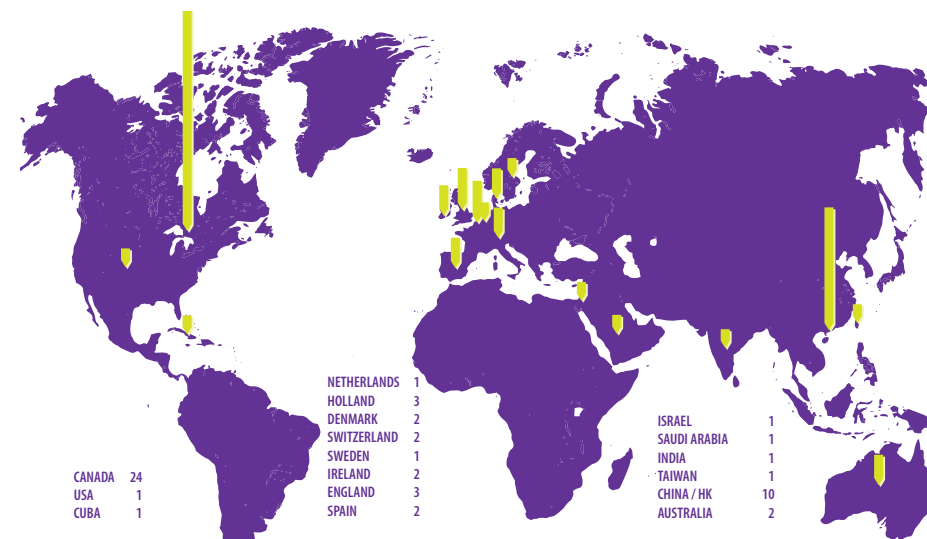 NETHERLANDS 1
HOLLAND 3
DENMARK 2
SWITZERLAND 2
SWEDEN 1
IRELAND 2
ENGLAND 3
SPAIN 2
CANADA 24
USA 1
CUBA 1
ISRAEL 1
SAUDI ARABIA 1
INDIA 1
TAIWAN 1
CHINA / HK 10
AUSTRALIA 2